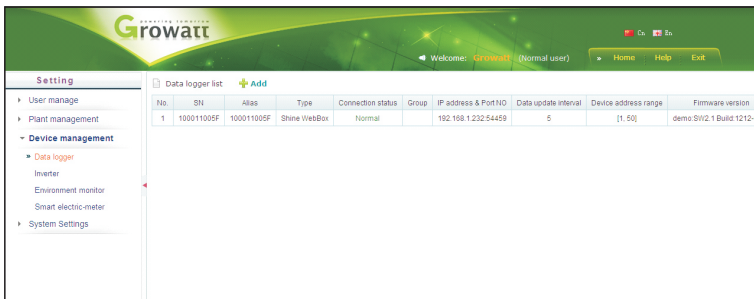 Growatt
powering tomorrow
Cn En
Welcome: Growatt (Normal user)
» Home Help Exit
Setting
User manage
Plant management
Device management
» Data logger
Inverter
Environment monitor
Smart electric-meter
System Settings
Data logger list Add
No. SN Alias Type Connection status Group IP address & Port NO Data update interval Device address range Firmware version
1 100011005F 100011005F Shine WebBox Normal 192.168.1.232:54459 5 [1, 50] demo:SW2.1 Build:1212-